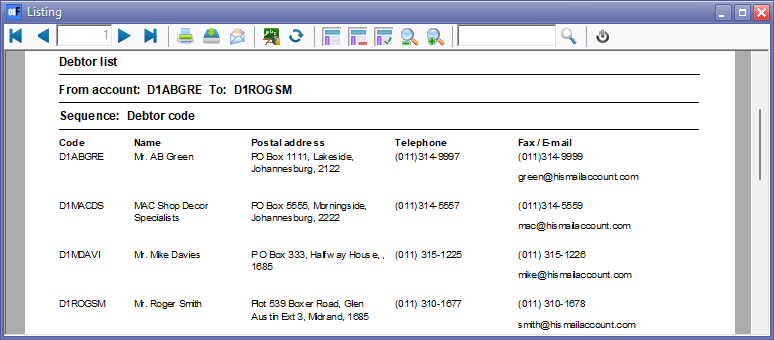 Listing
1
Debtor list
From account: D1ABGRE To: D1ROGSM
Sequence: Debtor code
Code Name Postal address Telephone Fax / E-mail
D1ABGRE Mr. AB Green PO Box 1111, Lakeside, (011)314-9997 (011)314-9999
Johannesburg, 2122
green@hismailaccount.com
D1MACDS MAC Shop Decor PO Box 5555, Morningside, (011)314-5557 (011)314-5559
Specialists Johannesburg, 2222
mac@hismailaccount.com
D1MDAVI Mr. Mike Davies P O Box 333, Halfway House, , (011) 315-1225 (011) 315-1226
1685
mike@hismailaccount.com
D1ROGSM Mr. Roger Smith Plot 539 Boxer Road, Glen (011) 310-1677 (011) 310-1678
Austin Ext 3, Midrand, 1685
smith@hismailaccount.com